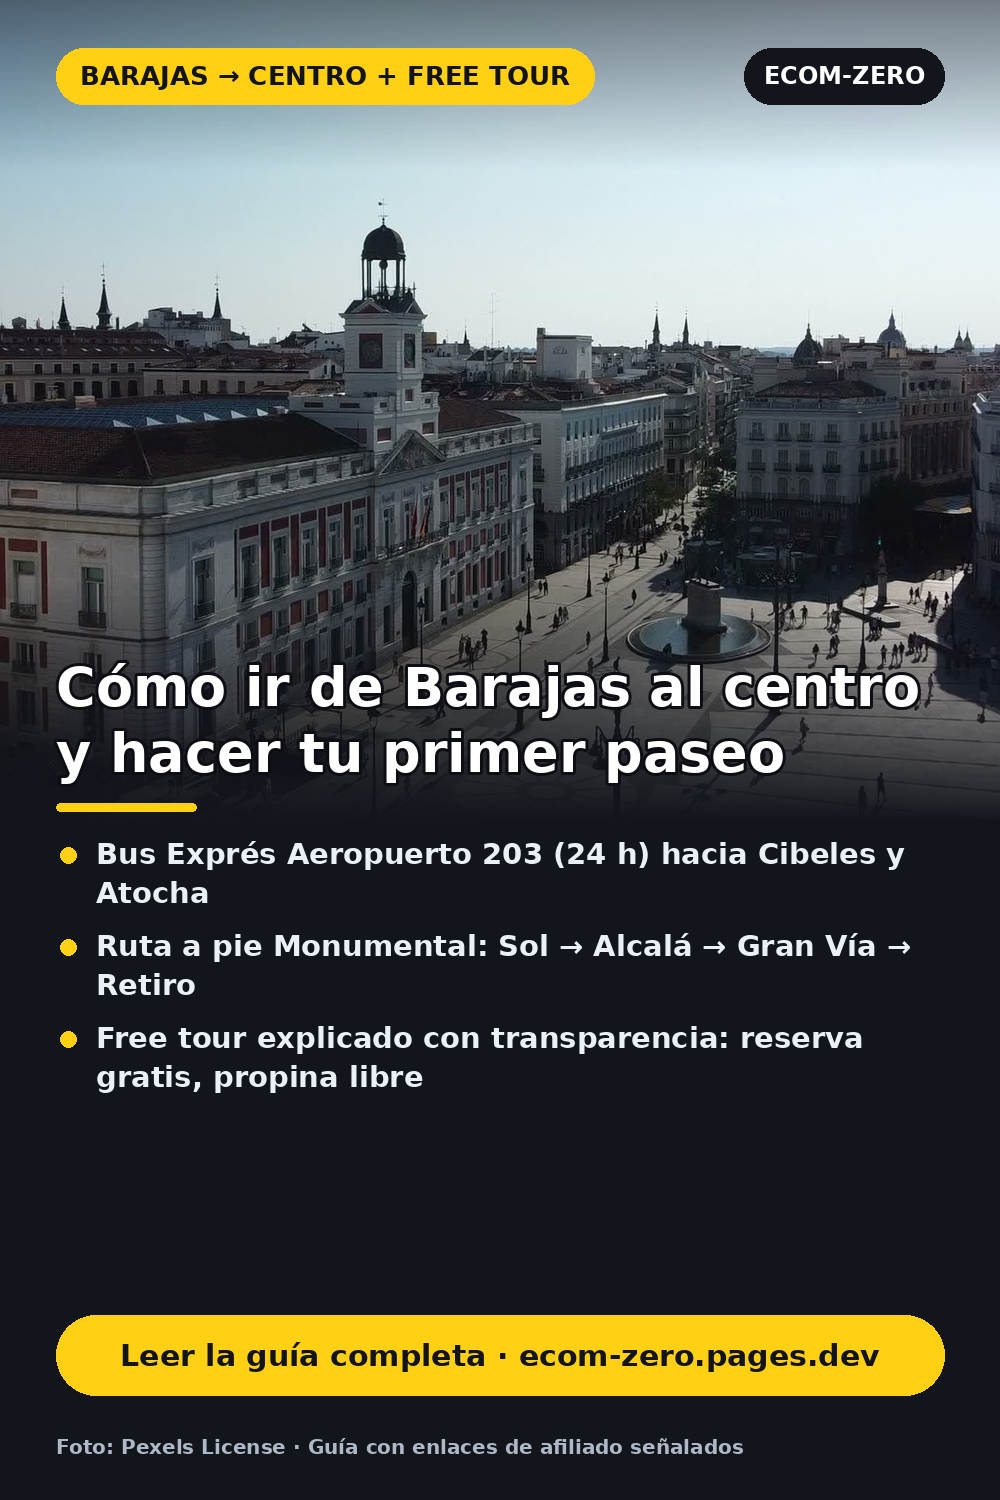 BARAJAS → CENTRO + FREE TOUR
ECOM-ZERO
Cómo ir de Barajas al centro
y hacer tu primer paseo
Bus Exprés Aeropuerto 203 (24 h) hacia Cibeles y
Atocha
Ruta a pie Monumental: Sol → Alcalá → Gran Vía →
Retiro
Free tour explicado con transparencia: reserva
gratis, propina libre
Leer la guía completa · ecom-zero.pages.dev
Foto: Pexels License · Guía con enlaces de afiliado señalados